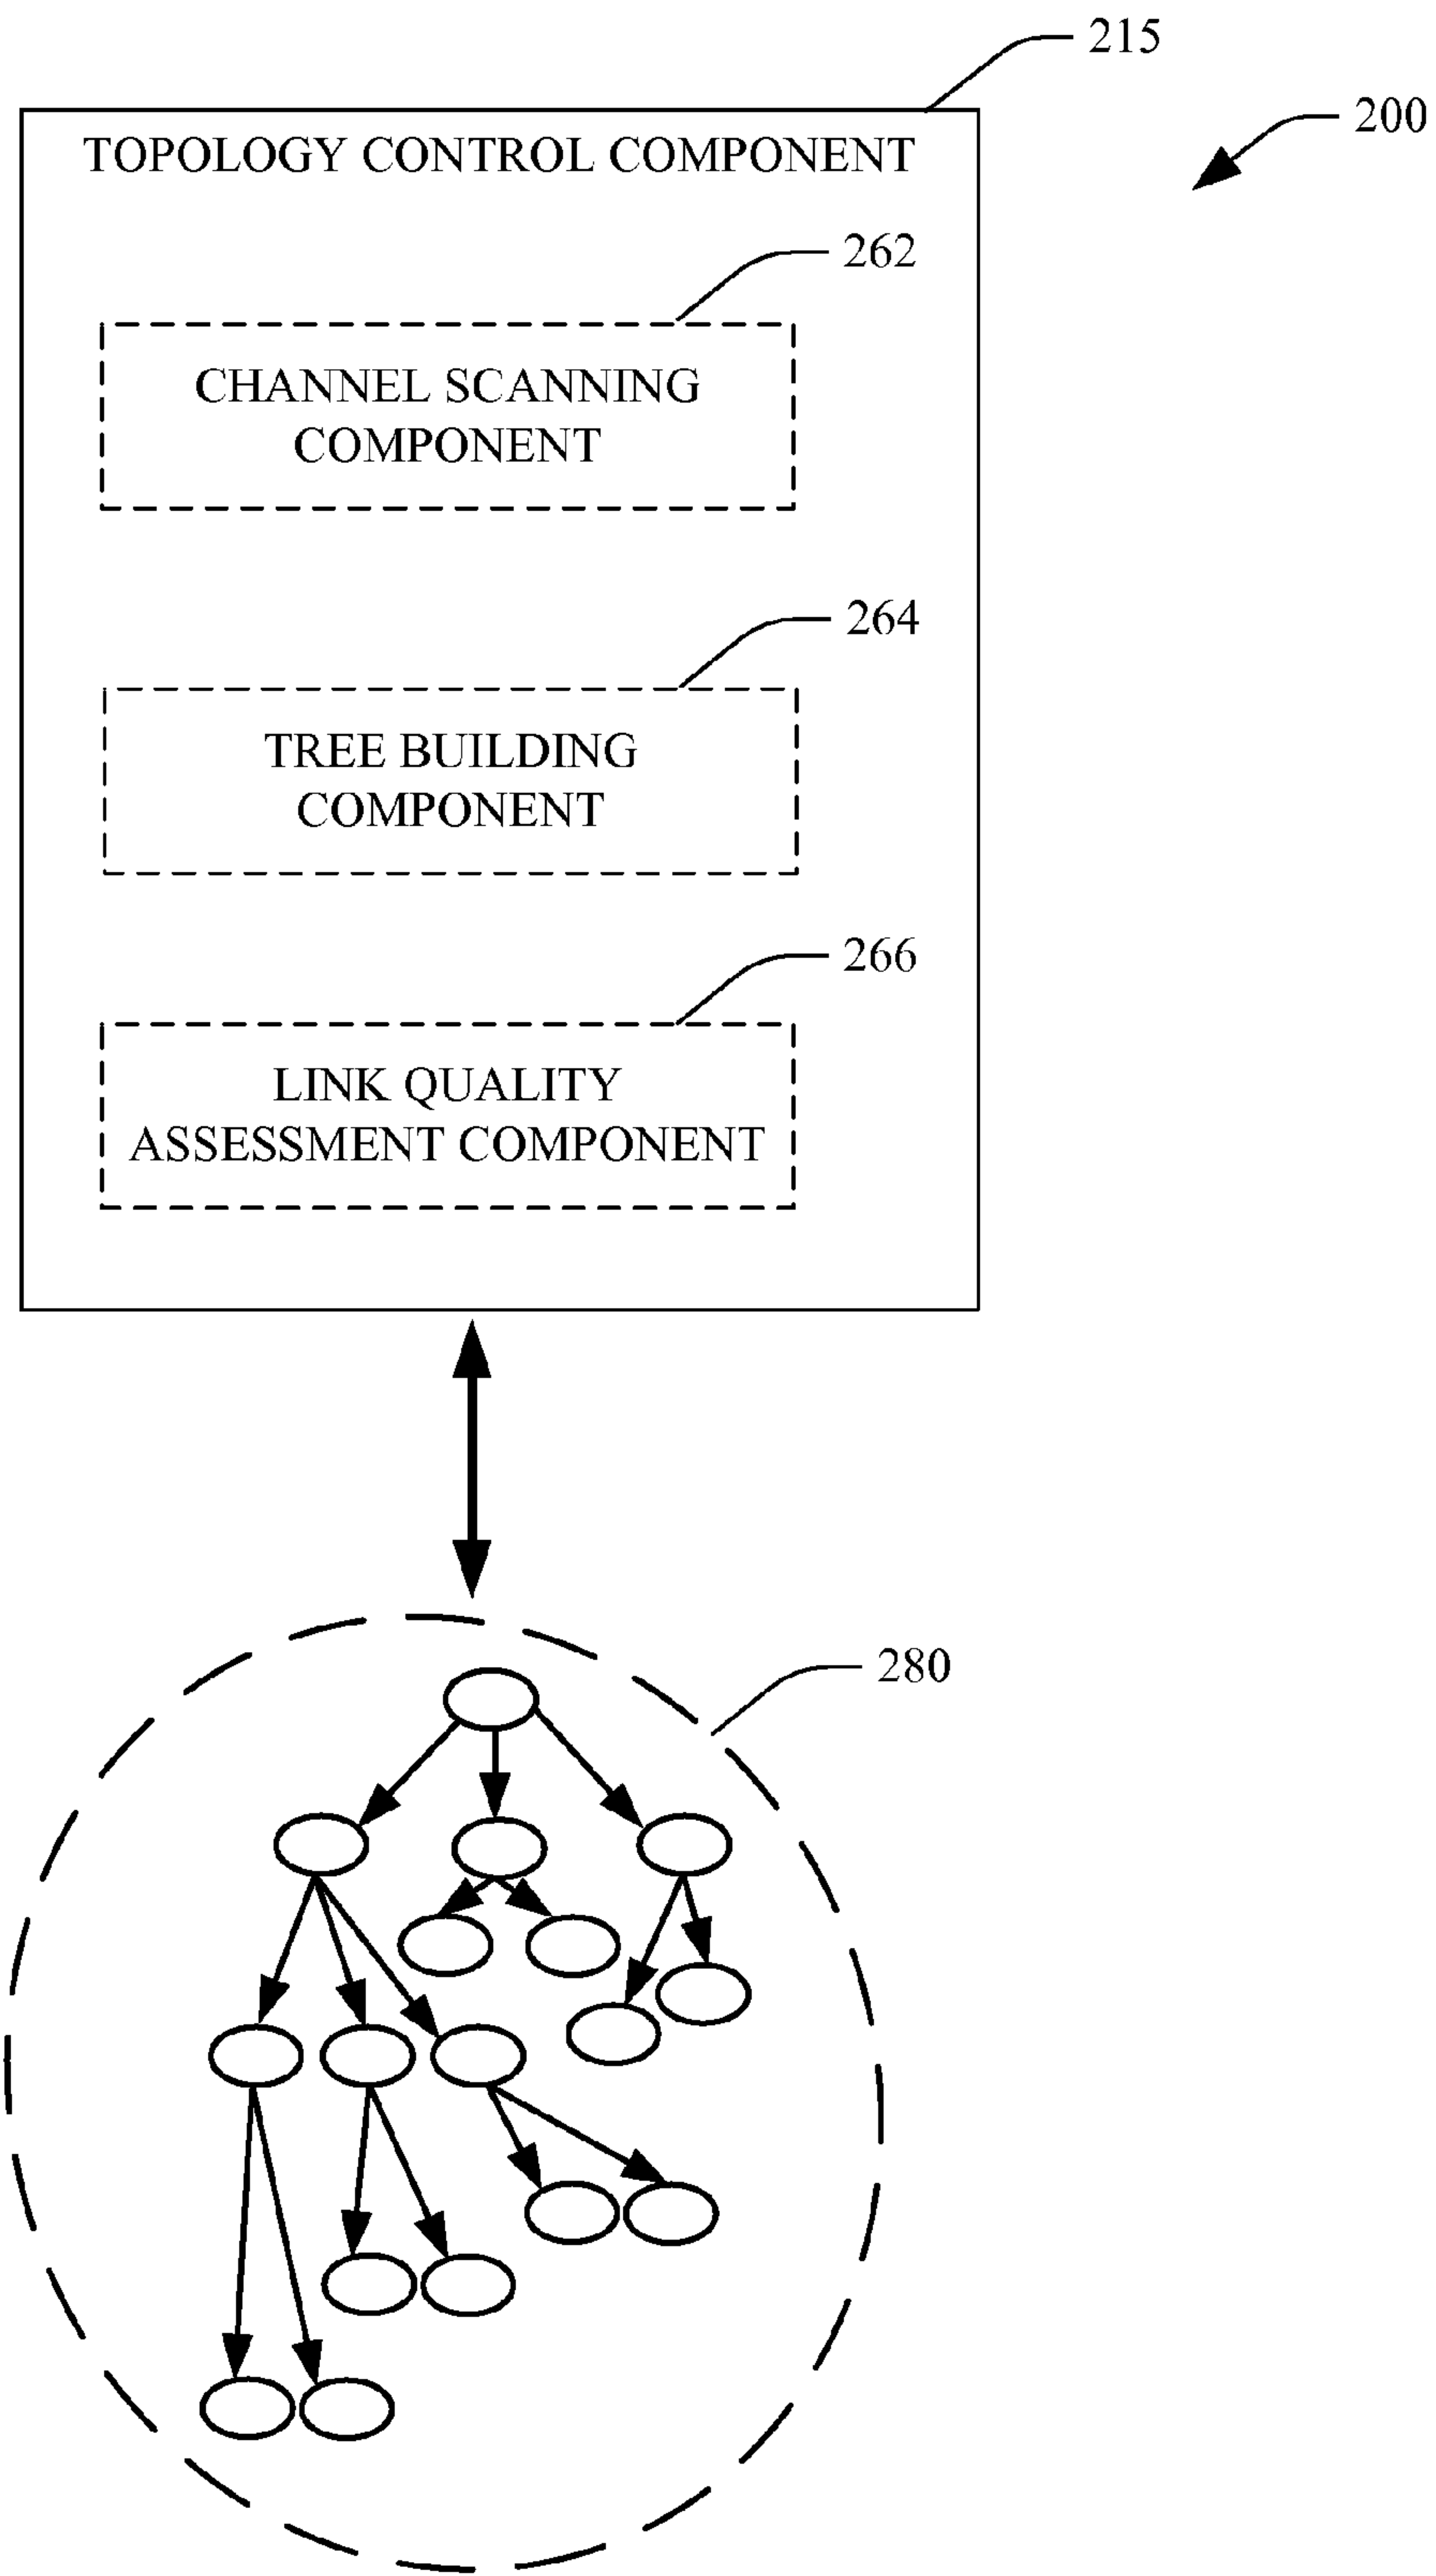 215
200
TOPOLOGY CONTROL COMPONENT
262
CHANNEL SCANNING
COMPONENT
264
TREE BUILDING
COMPONENT
266
LINK QUALITY
ASSESSMENT COMPONENT
280